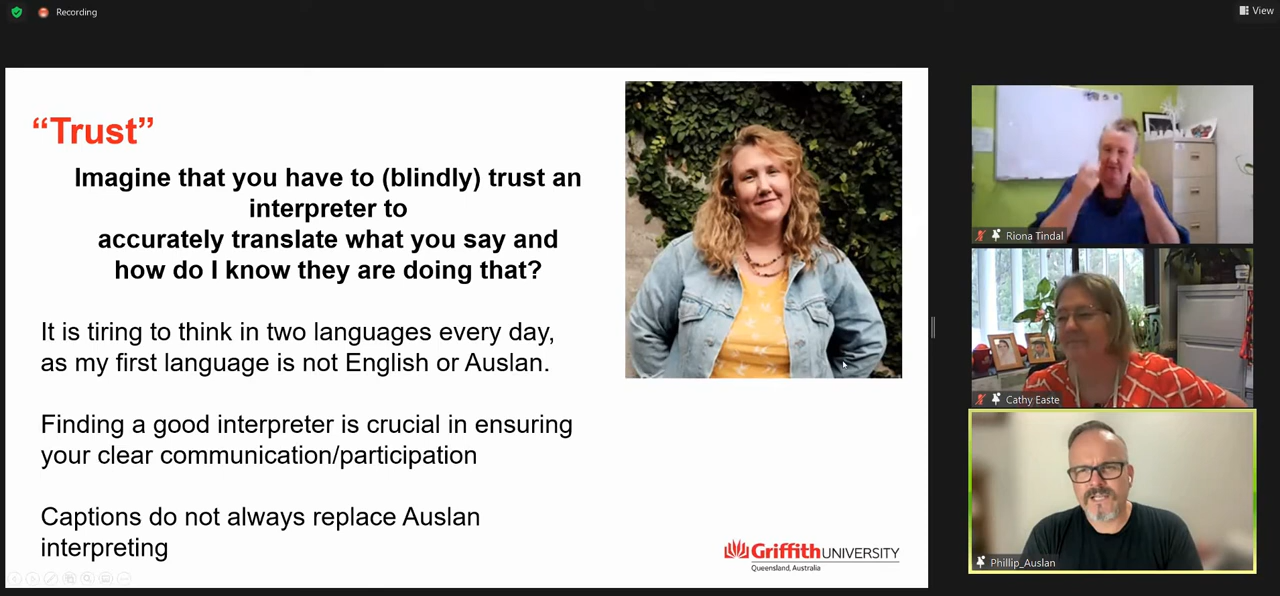 Recording
View
“Trust”
Imagine that you have to (blindly) trust an
interpreter to
accurately translate what you say and
how do I know they are doing that?
It is tiring to think in two languages every day,
as my first language is not English or Auslan.
Finding a good interpreter is crucial in ensuring
your clear communication/participation
Captions do not always replace Auslan
interpreting
Griffith UNIVERSITY
Queensland, Australia
Riona Tindal
Cathy Easte
Phillip_Auslan